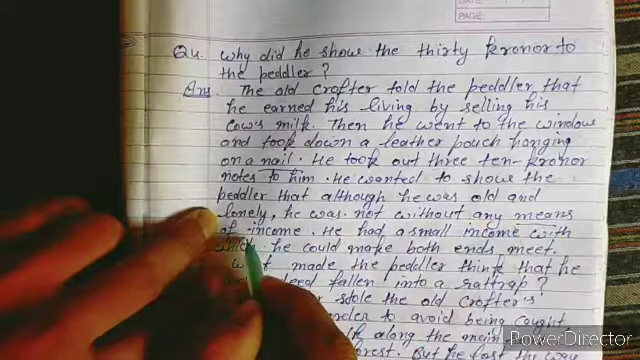 DATE:
PAGE:
Q4. Why did he show the thirty kronor to
the peddler?
Ans. The old crofter told the peddler that
he earned his living by selling his
cow's milk. Then he went to the window
and took down a leather pouch hanging
on a nail. He took out three ten-kronor
notes to him. He wanted to show the
peddler that although he was old and
lonely, he was not without any means
of income. He had a small income with
which he could make both ends meet.
made the peddler think that he
fallen into a rattrap?
stole the old crofter's
to avoid being caught
along the main
forest. But he lost the way
PowerDirector